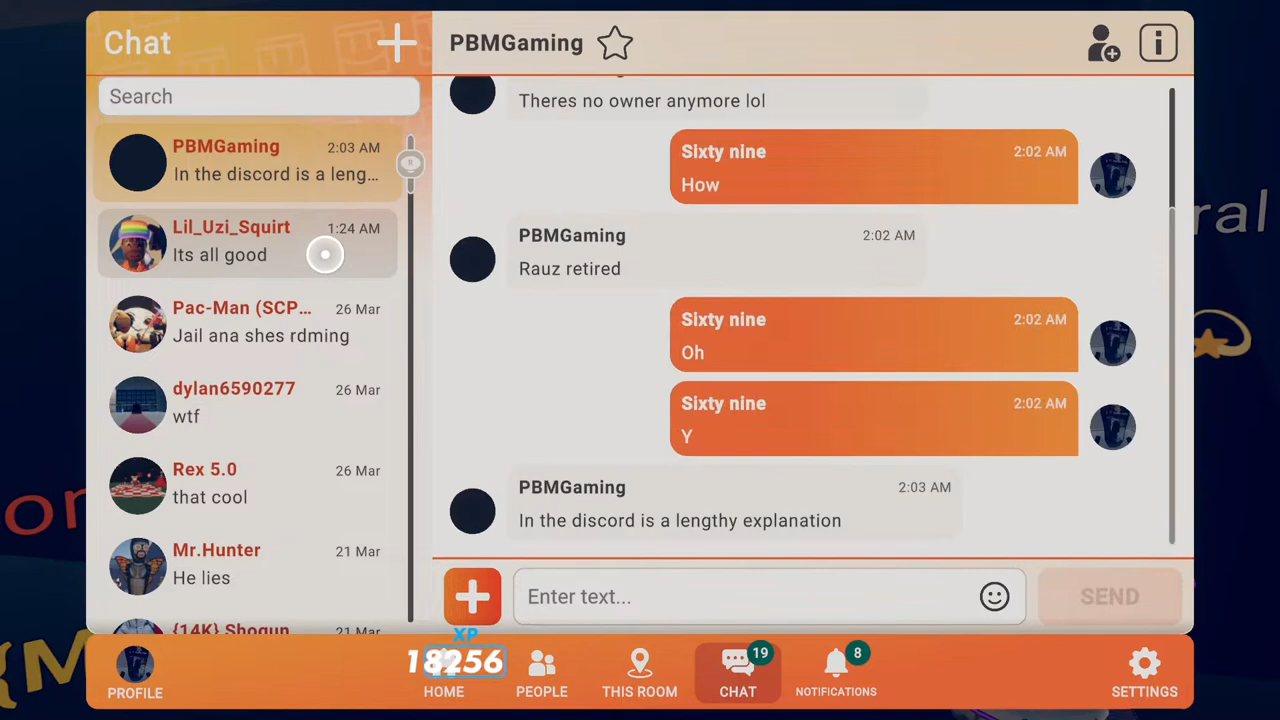 Chat
Search
PBMGaming
2:03 AM
In the discord is a leng...
Lil_Uzi_Squirt
1:24 AM
Its all good
Pac-Man (SCP...
26 Mar
Jail ana shes rdming
dylan6590277
26 Mar
wtf
Rex 5.0
26 Mar
that cool
Mr.Hunter
21 Mar
He lies
{14K} Shogun
21 Mar
PBMGaming
Theres no owner anymore lol
Sixty nine
2:02 AM
How
PBMGaming
2:02 AM
Rauz retired
Sixty nine
2:02 AM
Oh
Sixty nine
2:02 AM
Y
PBMGaming
2:03 AM
In the discord is a lengthy explanation
Enter text...
SEND
PROFILE
XP
18256
HOME
PEOPLE
THIS ROOM
19
CHAT
8
NOTIFICATIONS
SETTINGS
ral